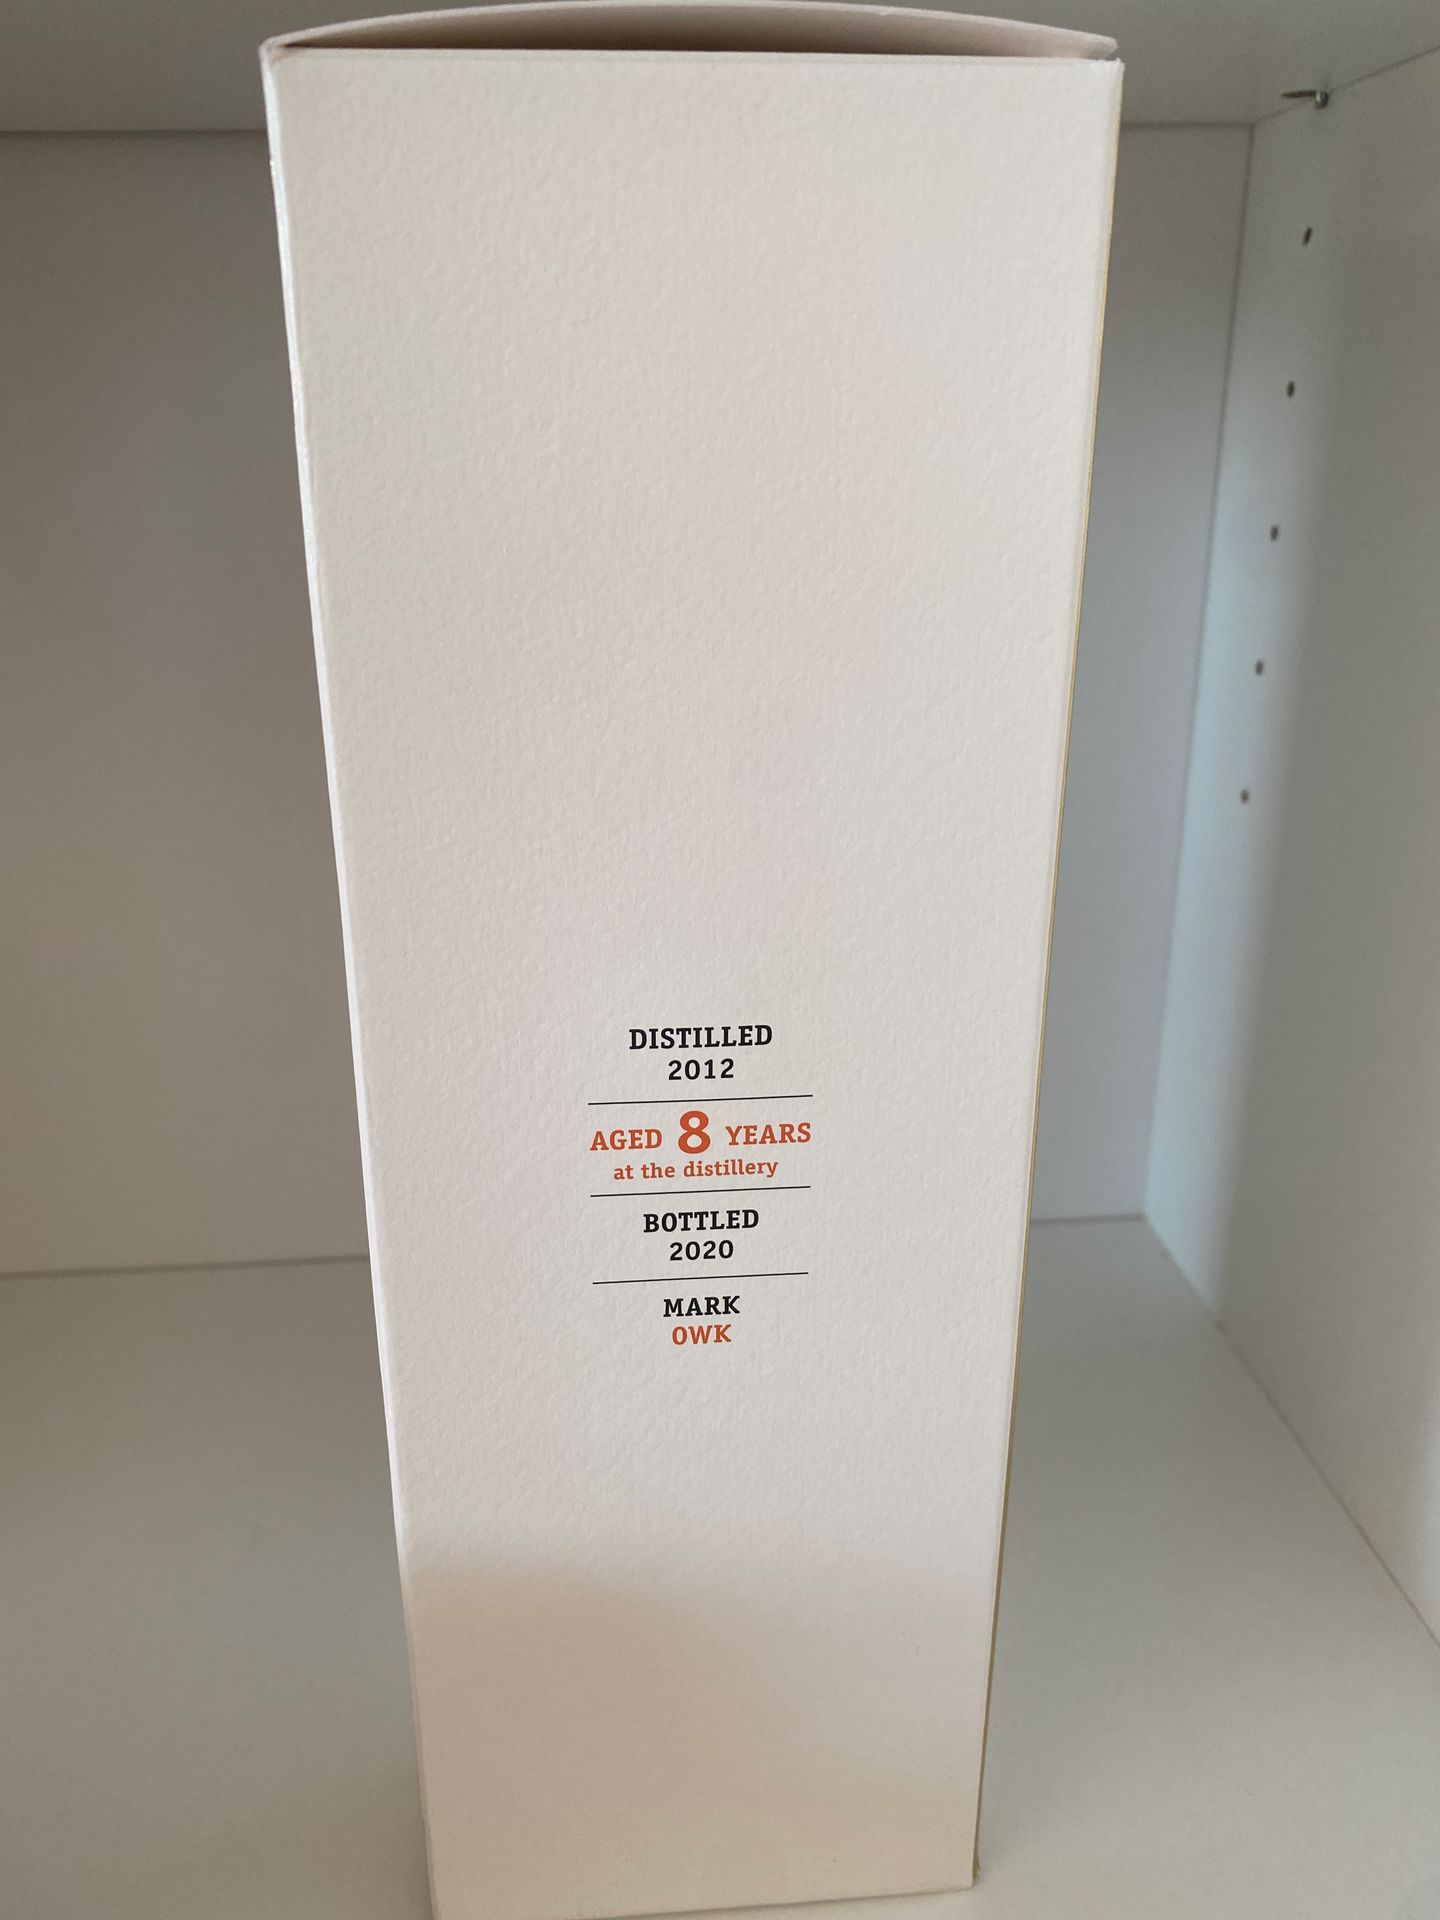 DISTILLED
2012
AGED 8 YEARS
at the distillery
BOTTLED
2020
MARK
OWK